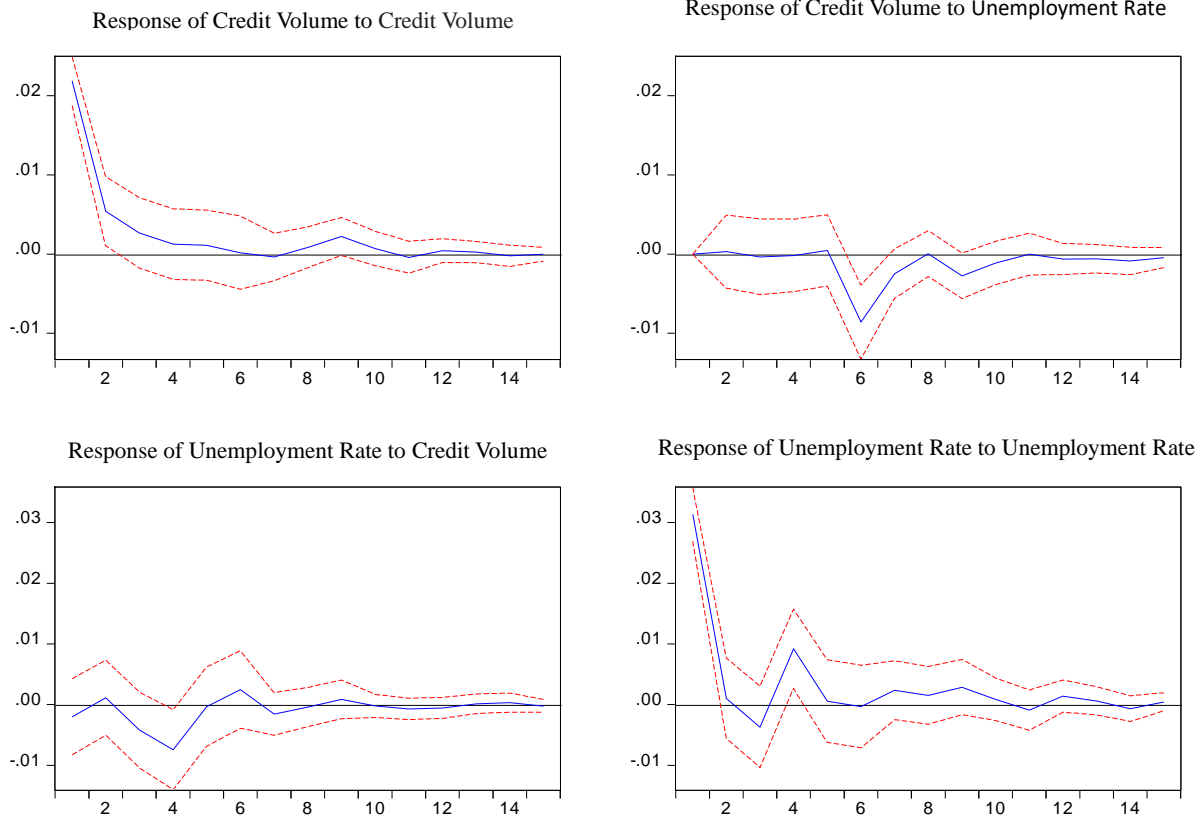 Response of Credit Volume to Credit Volume
.02
.01
.00
-.01
2 4 6 8 10 12 14
Response of Credit Volume to Unemployment Rate
.02
.01
.00
-.01
2 4 6 8 10 12 14
Response of Unemployment Rate to Credit Volume
.03
.02
.01
.00
-.01
2 4 6 8 10 12 14
Response of Unemployment Rate to Unemployment Rate
.03
.02
.01
.00
-.01
2 4 6 8 10 12 14